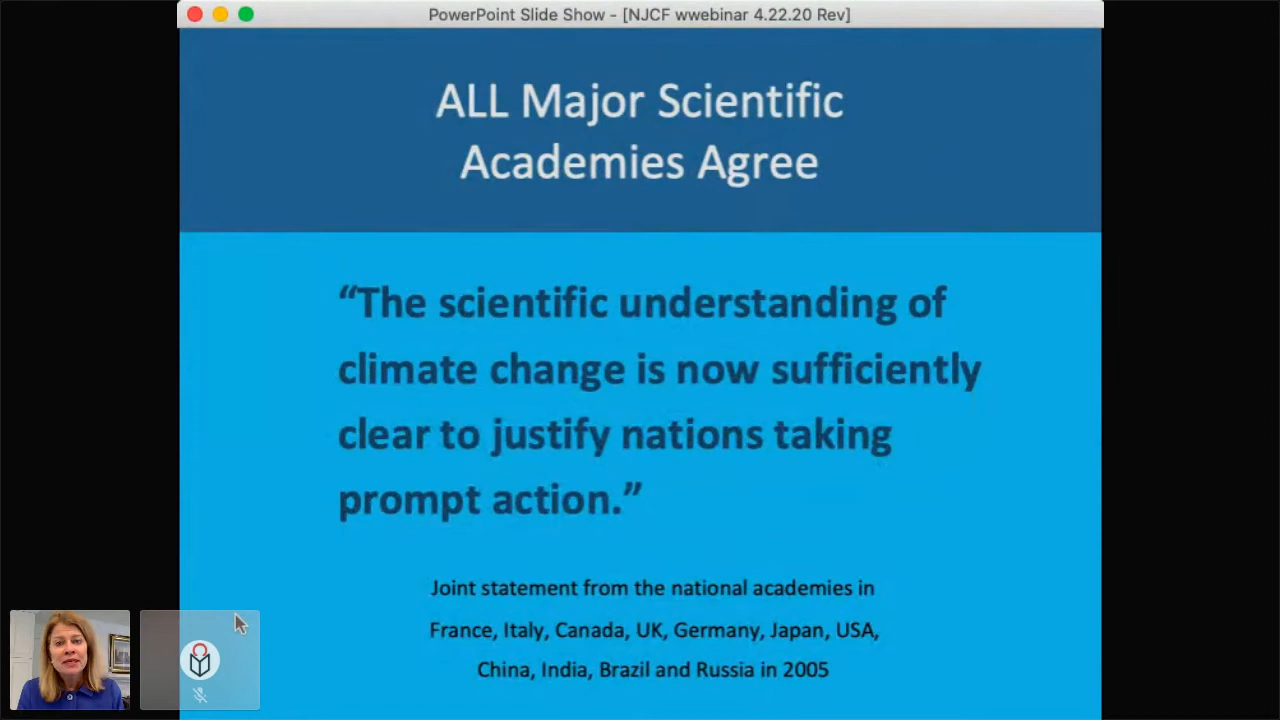 PowerPoint Slide Show - [NJCF wwebinar 4.22.20 Rev]
ALL Major Scientific
Academies Agree
“The scientific understanding of
climate change is now sufficiently
clear to justify nations taking
prompt action.”
Joint statement from the national academies in
France, Italy, Canada, UK, Germany, Japan, USA,
China, India, Brazil and Russia in 2005